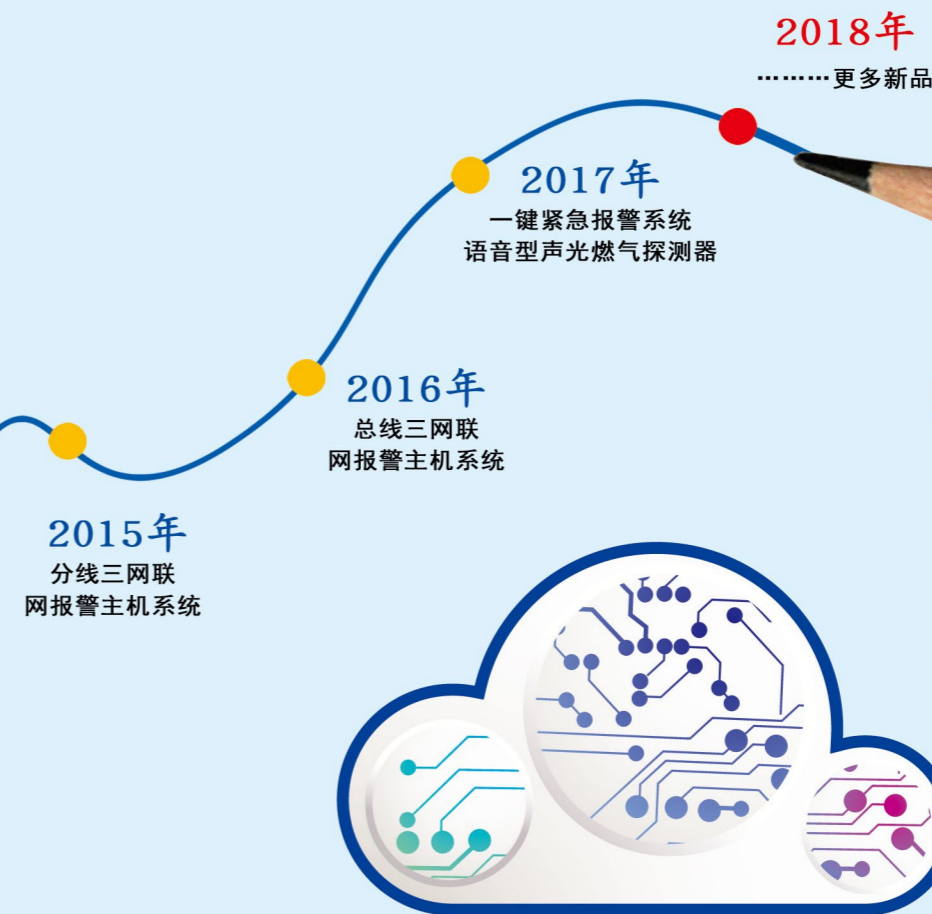 2018年
………更多新品
2017年
一键紧急报警系统
语音型声光燃气探测器
2016年
总线三网联
网报警主机系统
2015年
分线三网联
网报警主机系统